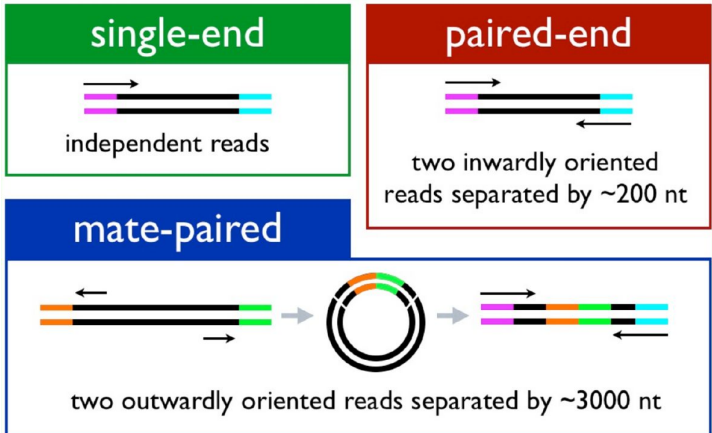 single-end
independent reads
paired-end
two inwardly oriented
reads separated by ~200 nt
mate-paired
two outwardly oriented reads separated by ~3000 nt